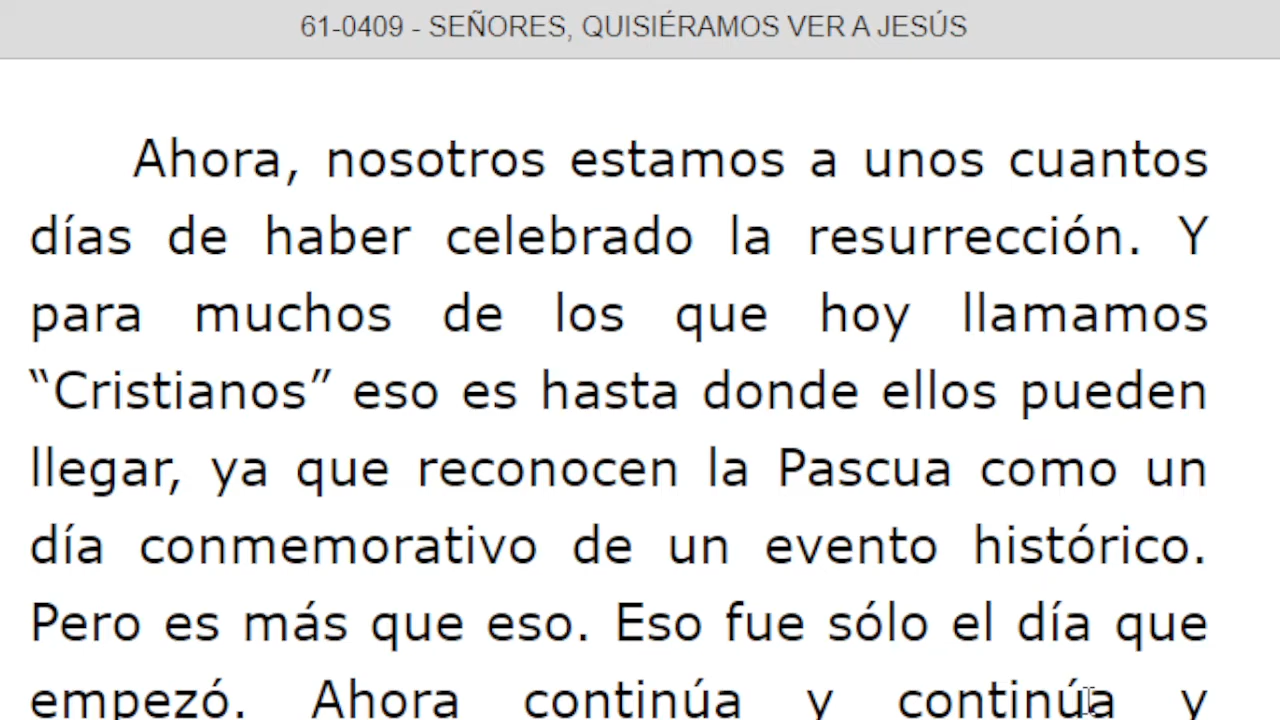 61-0409 - SEÑORES, QUISIÉRAMOS VER A JESÚS
Ahora, nosotros estamos a unos cuantos
días de haber celebrado la resurrección. Y
para muchos de los que hoy llamamos
“Cristianos” eso es hasta donde ellos pueden
llegar, ya que reconocen la Pascua como un
día conmemorativo de un evento histórico.
Pero es más que eso. Eso fue sólo el día que
empezó. Ahora continúa y continúa y